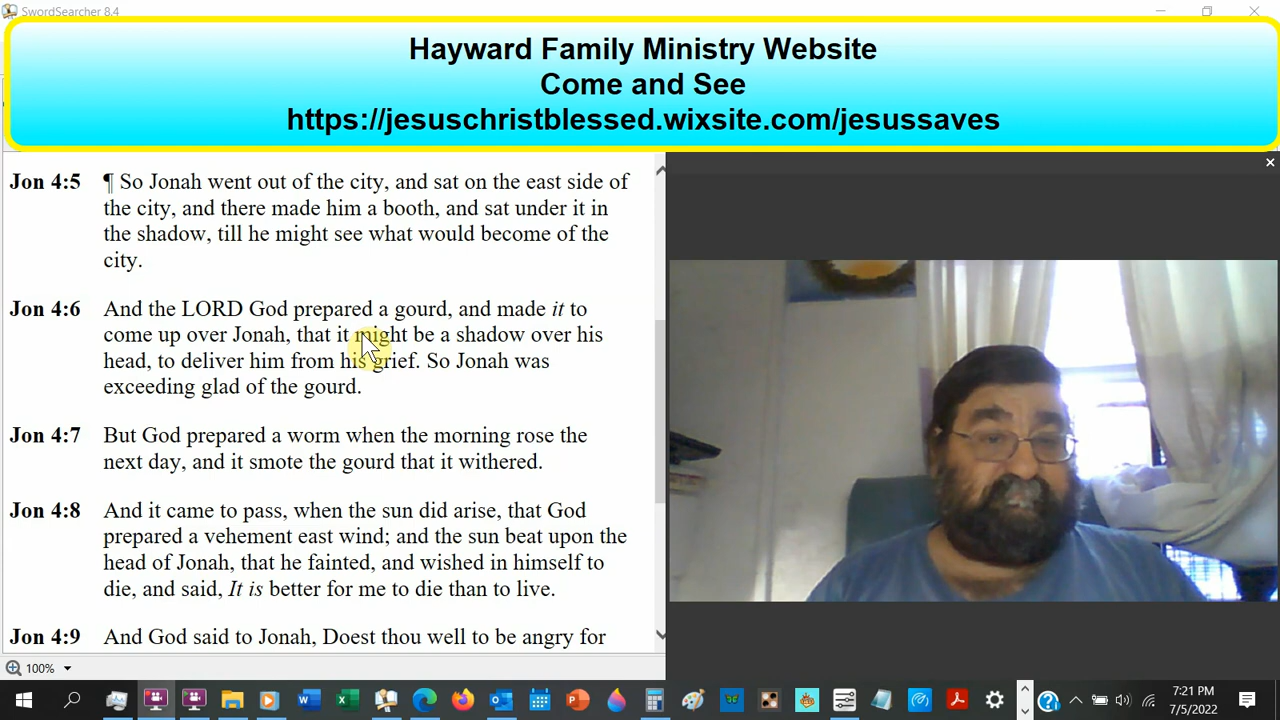 SwordSearcher 8.4
Hayward Family Ministry Website
Come and See
https://jesuschristblessed.wixsite.com/jesussaves
Jon 4:5 ¶ So Jonah went out of the city, and sat on the east side of
the city, and there made him a booth, and sat under it in
the shadow, till he might see what would become of the
city.
Jon 4:6 And the LORD God prepared a gourd, and made it to
come up over Jonah, that it might be a shadow over his
head, to deliver him from his grief. So Jonah was
exceeding glad of the gourd.
Jon 4:7 But God prepared a worm when the morning rose the
next day, and it smote the gourd that it withered.
Jon 4:8 And it came to pass, when the sun did arise, that God
prepared a vehement east wind; and the sun beat upon the
head of Jonah, that he fainted, and wished in himself to
die, and said, It is better for me to die than to live.
Jon 4:9 And God said to Jonah, Doest thou well to be angry for
100%
7:21 PM
7/5/2022